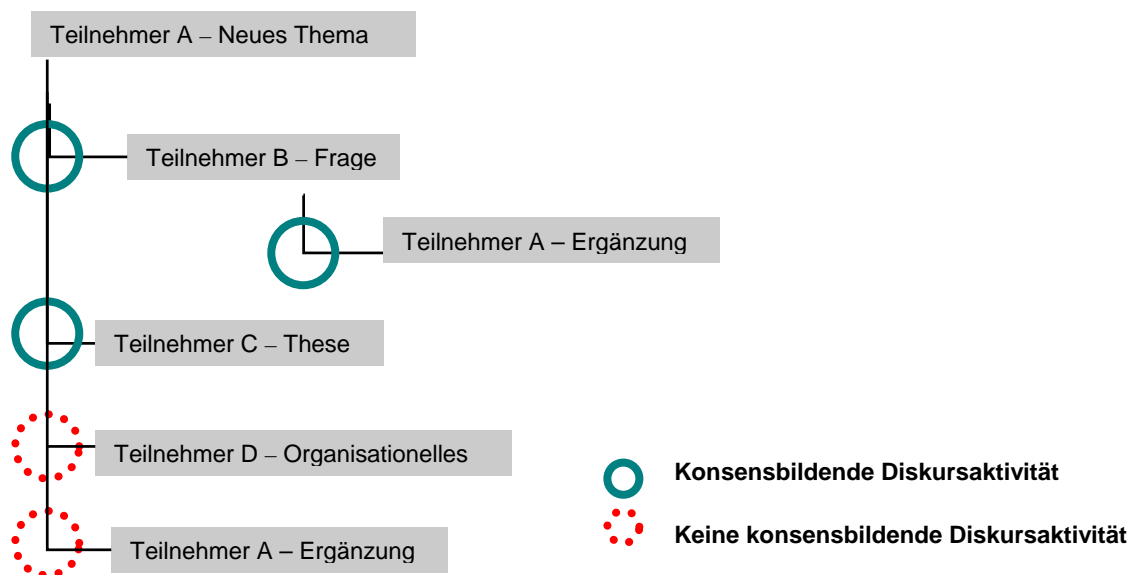 Teilnehmer A – Neues Thema
Teilnehmer B – Frage
Teilnehmer A – Ergänzung
Teilnehmer C – These
Teilnehmer D – Organisationelles
Teilnehmer A – Ergänzung
Konsensbildende Diskursaktivität
Keine konsensbildende Diskursaktivität